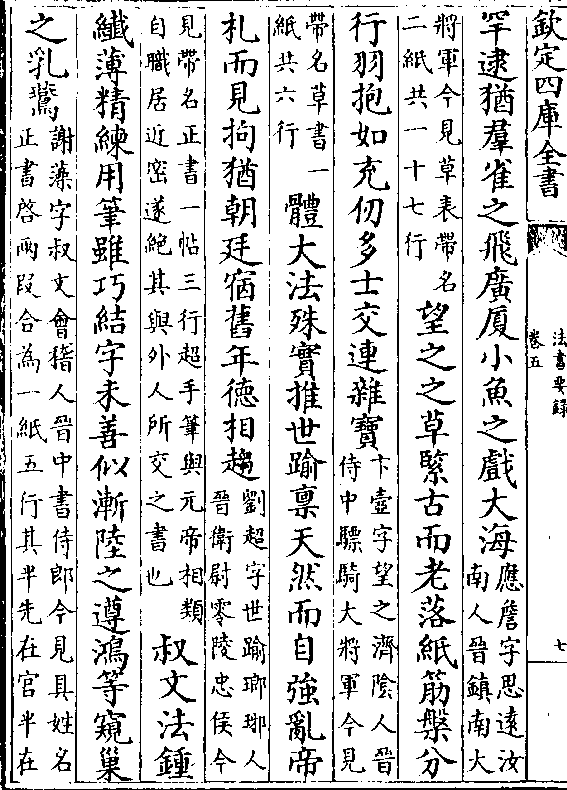 欽定四庫全書
法書要錄
卷五
七
罕逮猶羣雀之飛廣厦小魚之戲大海應詹字思遠汝南人晉鎮南大
將軍今見草表帶名二紙共一十七行望之之草緊古而老落紙筋盤分
行羽抱如充仞多士交連雜寶卞壼字望之濟陰人晉侍中驃騎大將軍今見
帶名草書一紙共六行體大法殊實推世踰禀天然而自強亂帝
札而見拘猶朝廷宿舊年德相趨劉超字世踰瑯琊人晉衛尉零陵忠侯今
見帶名正書一帖三行超手筆與元帝相類自職居近密遂絕其與外人所交之書也叔文法鍾
纖薄精練用筆雖巧結字未善似漸陸之遵鴻等窺巢
之乳鷰謝藻字叔文會稽人晉中書侍郎今見具姓名正書啓兩段合為一紙五行其半先在官半在